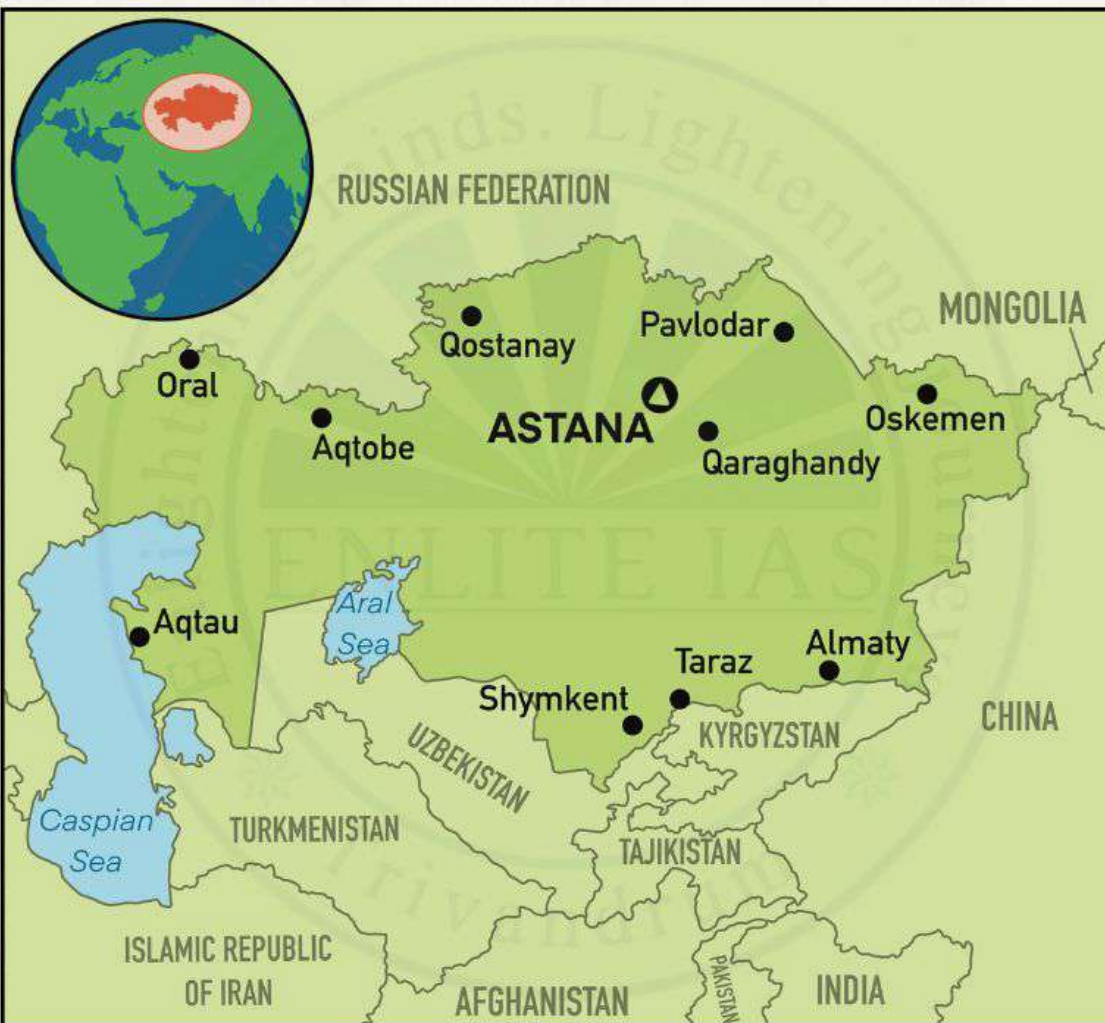 RUSSIAN FEDERATION
MONGOLIA
Qostanay
Pavlodar
Oral
Aqtobe
ASTANA
Oskemen
Qaraghandy
ENLITE IAS
Aral
Sea
Aqtau
Almaty
Taraz
Shymkent
KYRGYZSTAN
CHINA
UZBEKISTAN
Caspian
Sea
TURKMENISTAN
TAJIKISTAN
Trivandrum
ISLAMIC REPUBLIC
OF IRAN
AFGHANISTAN
PAKISTAN
INDIA